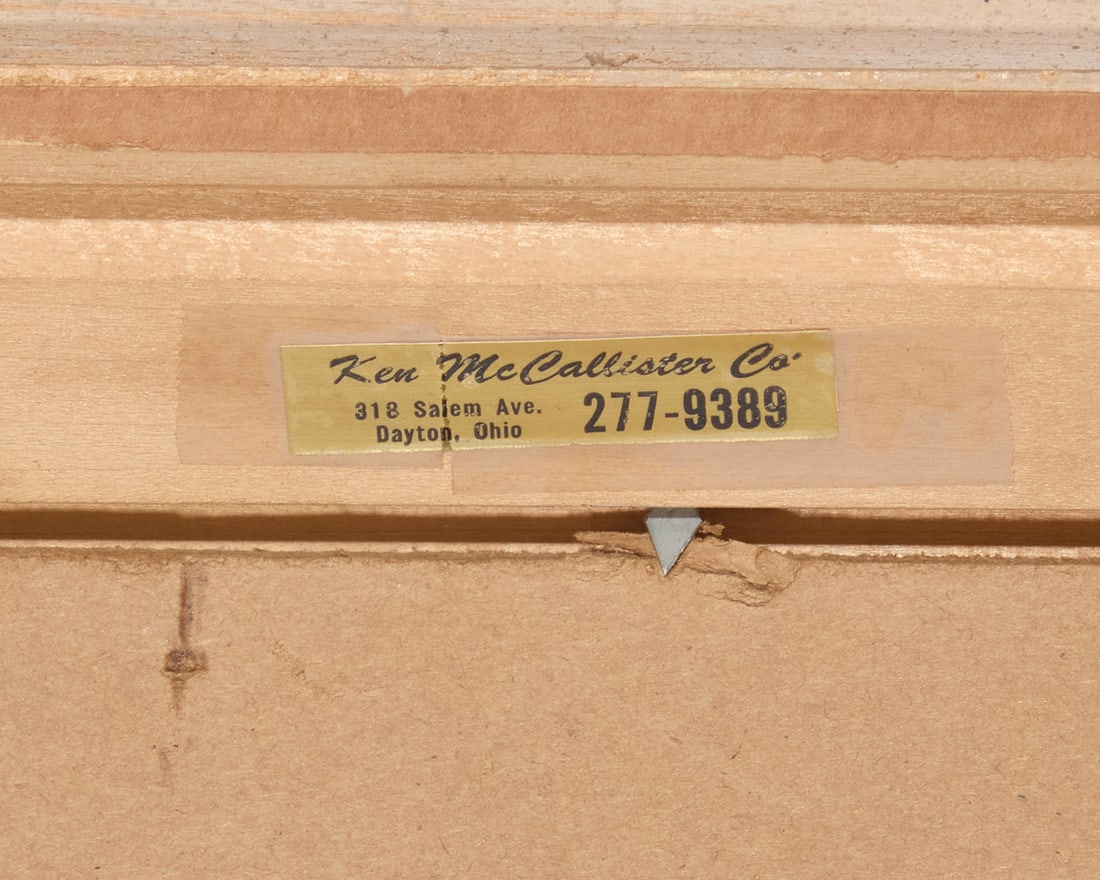 Ken McCallister Co.
318 Salem Ave.
Dayton, Ohio
277-9389